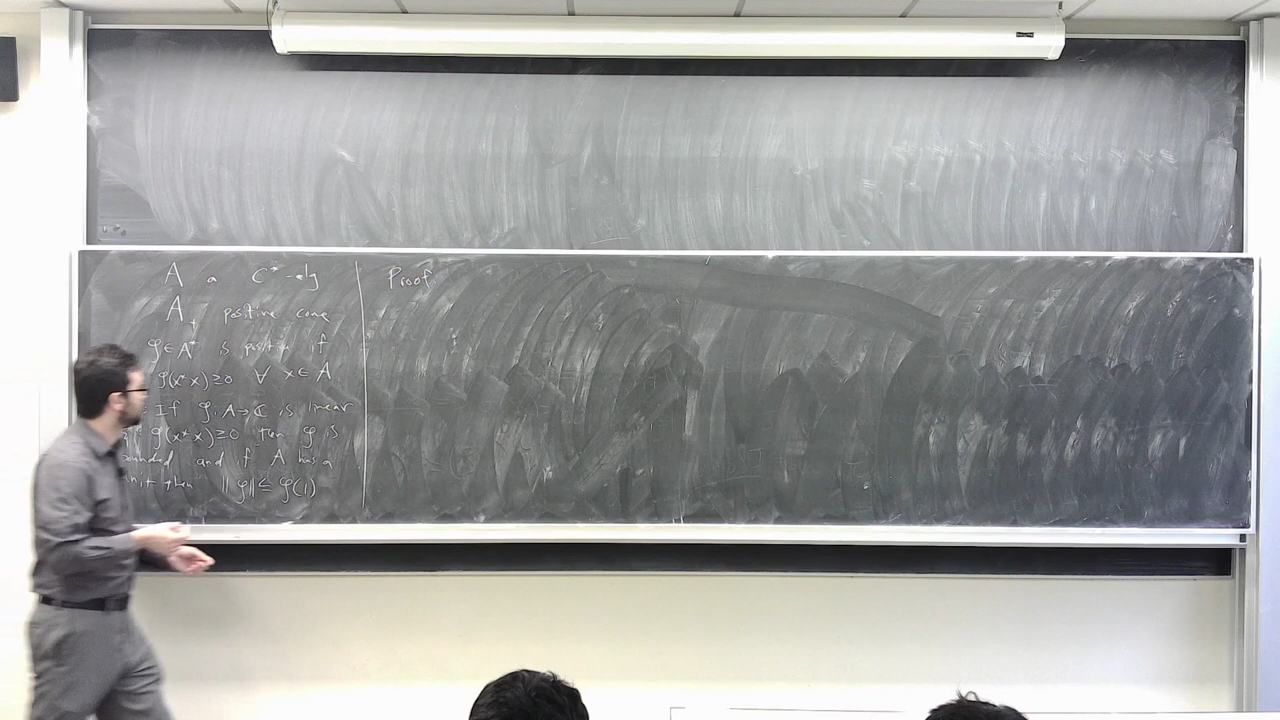 A a C*-alg
A₊ positive cone
φ∈A* is positive if
φ(x*x)≥0 ∀ x∈A
If φ:A→ℂ is linear
φ(x*x)≥0 then φ is
and if A has a
then ‖φ‖≤φ(1)
Proof.